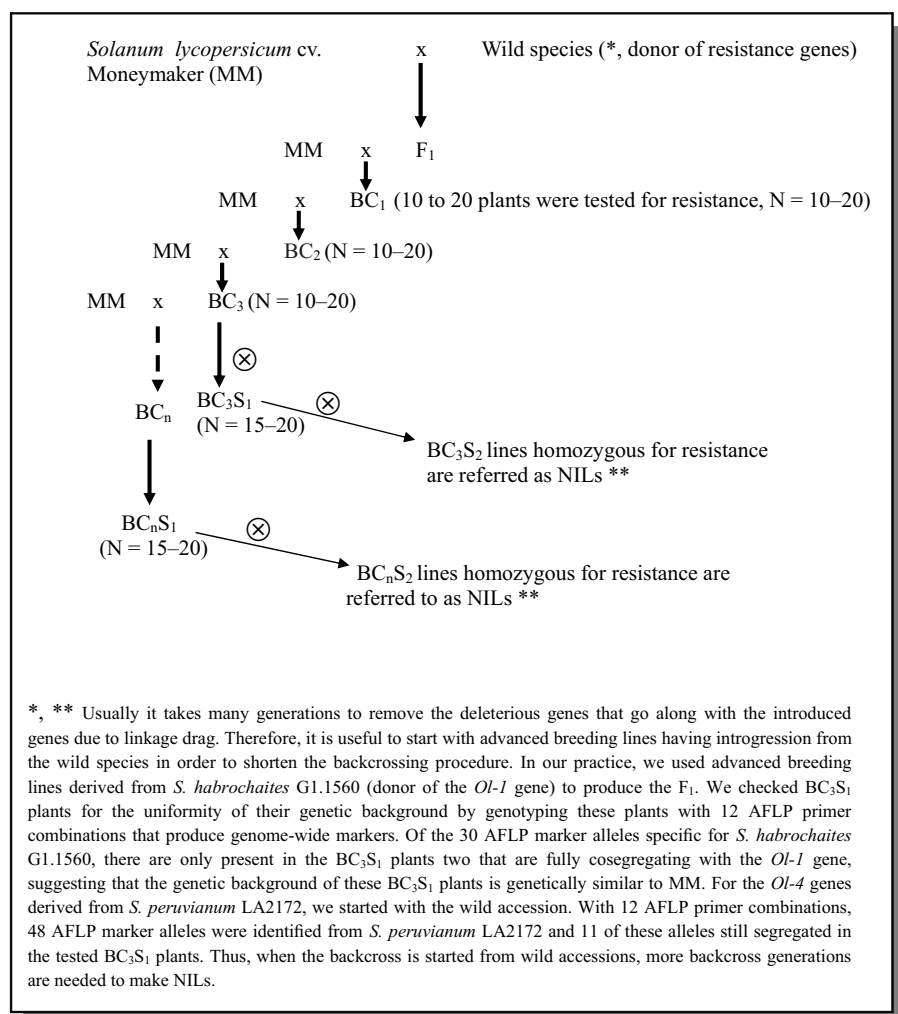 Solanum lycopersicum cv. x Wild species (*, donor of resistance genes)
Moneymaker (MM)
MM x F1
MM x BC1 (10 to 20 plants were tested for resistance, N = 10–20)
MM x BC2 (N = 10–20)
MM x BC3 (N = 10–20)
BCn BC3S1
(N = 15–20)
BC3S2 lines homozygous for resistance
are referred as NILs **
BCnS1
(N = 15–20)
BCnS2 lines homozygous for resistance are
referred to as NILs **
*, ** Usually it takes many generations to remove the deleterious genes that go along with the introduced
genes due to linkage drag. Therefore, it is useful to start with advanced breeding lines having introgression from
the wild species in order to shorten the backcrossing procedure. In our practice, we used advanced breeding
lines derived from S. habrochaites G1.1560 (donor of the Ol-1 gene) to produce the F1. We checked BC3S1
plants for the uniformity of their genetic background by genotyping these plants with 12 AFLP primer
combinations that produce genome-wide markers. Of the 30 AFLP marker alleles specific for S. habrochaites
G1.1560, there are only present in the BC3S1 plants two that are fully cosegregating with the Ol-1 gene,
suggesting that the genetic background of these BC3S1 plants is genetically similar to MM. For the Ol-4 genes
derived from S. peruvianum LA2172, we started with the wild accession. With 12 AFLP primer combinations,
48 AFLP marker alleles were identified from S. peruvianum LA2172 and 11 of these alleles still segregated in
the tested BC3S1 plants. Thus, when the backcross is started from wild accessions, more backcross generations
are needed to make NILs.